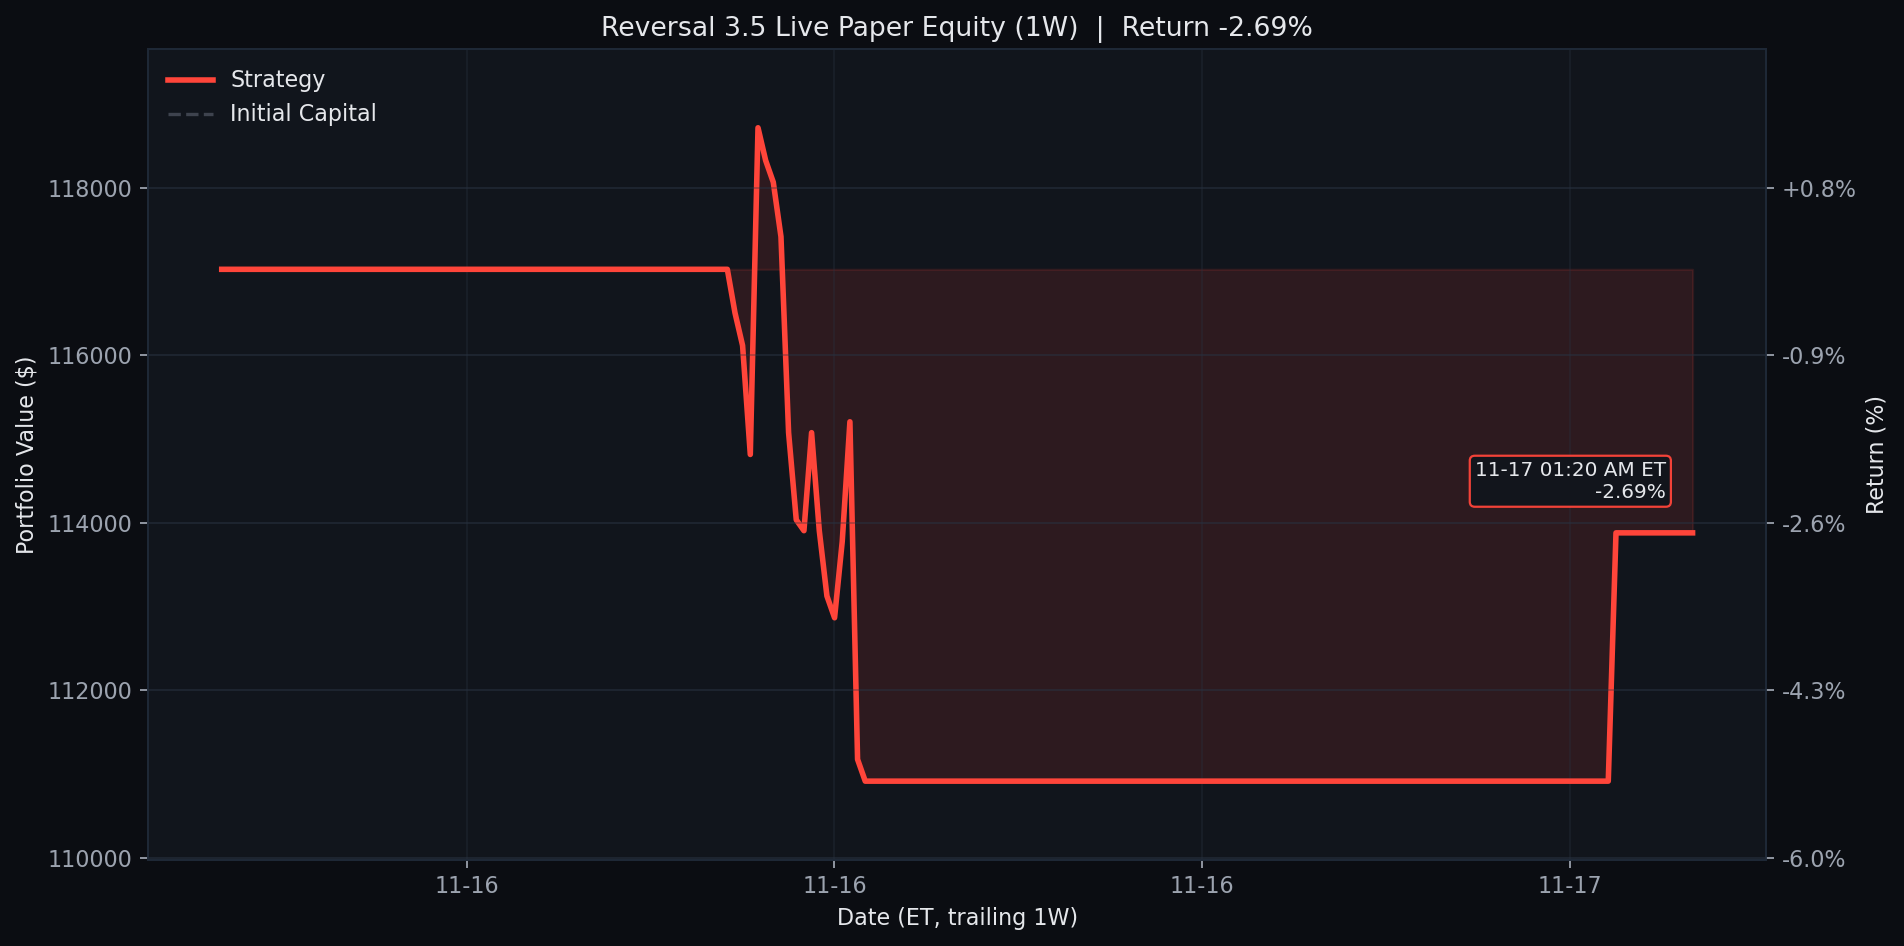 Reversal 3.5 Live Paper Equity (1W)  |  Return -2.69%
Strategy
Initial Capital
Portfolio Value ($)
118000
116000
114000
112000
110000
+0.8%
-0.9%
-2.6%
-4.3%
-6.0%
Return (%)
11-17 01:20 AM ET
-2.69%
11-16
11-16
11-16
11-17
Date (ET, trailing 1W)